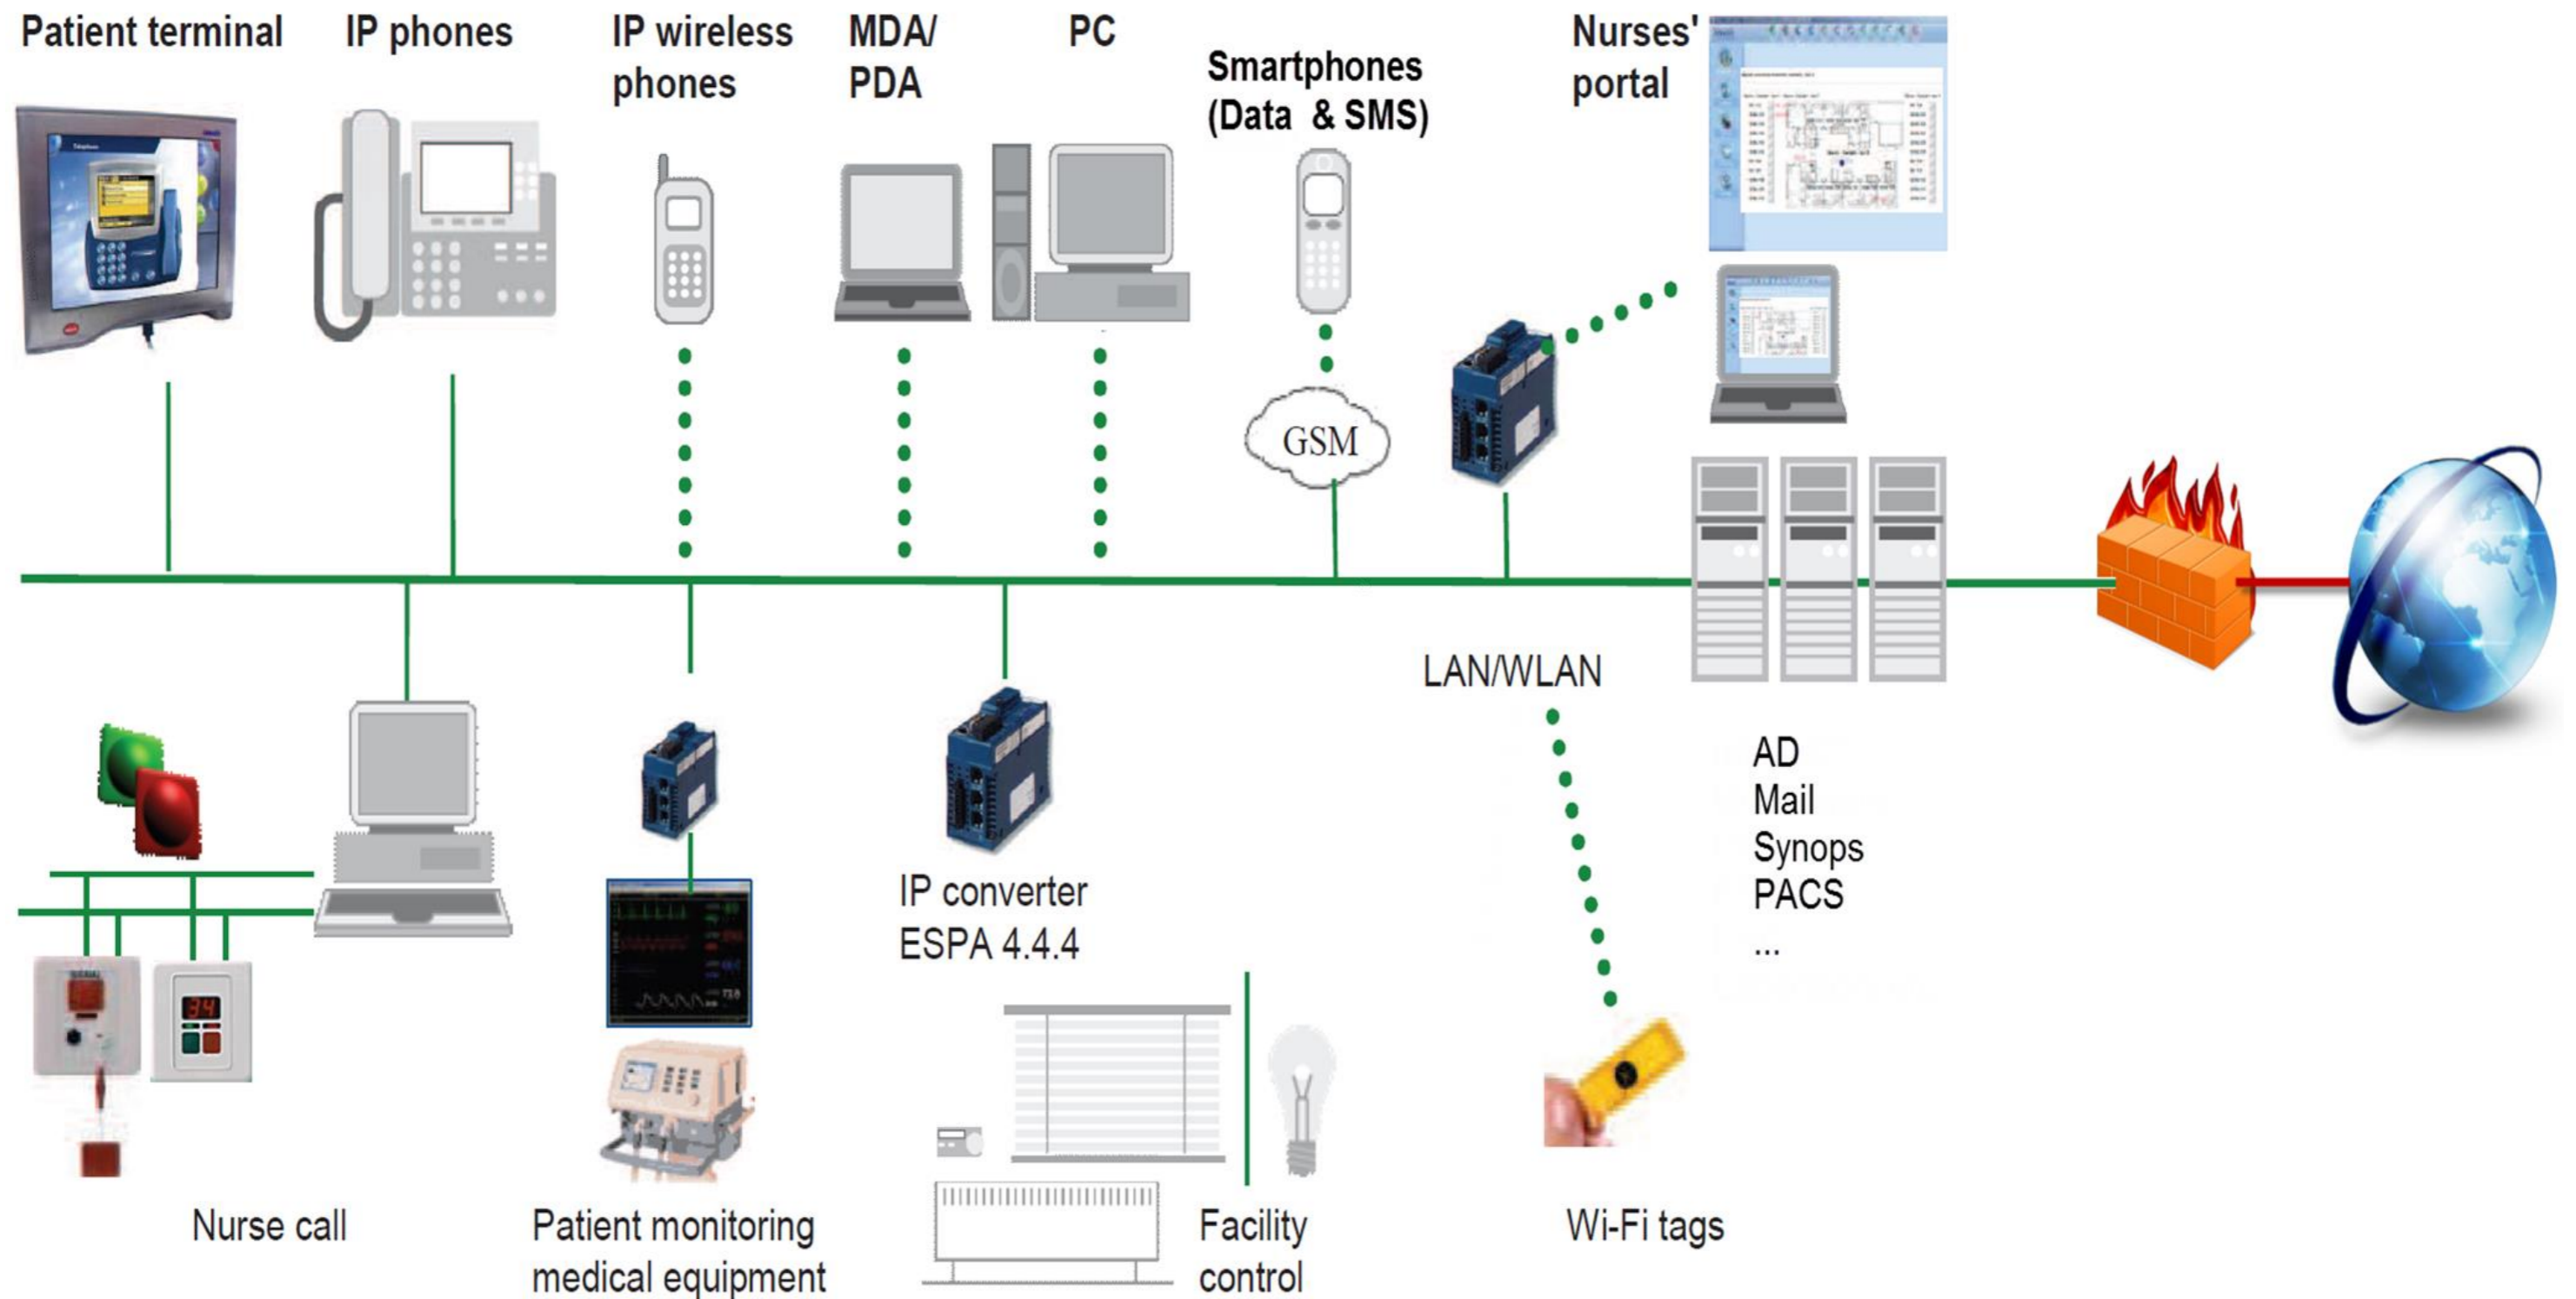 Patient terminal
IP phones
IP wireless
phones
MDA/
PDA
PC
Smartphones
(Data & SMS)
Nurses'
portal
GSM
LAN/WLAN
AD
Mail
Synops
PACS
...
IP converter
ESPA 4.4.4
34
Nurse call
Patient monitoring
medical equipment
Facility
control
Wi-Fi tags